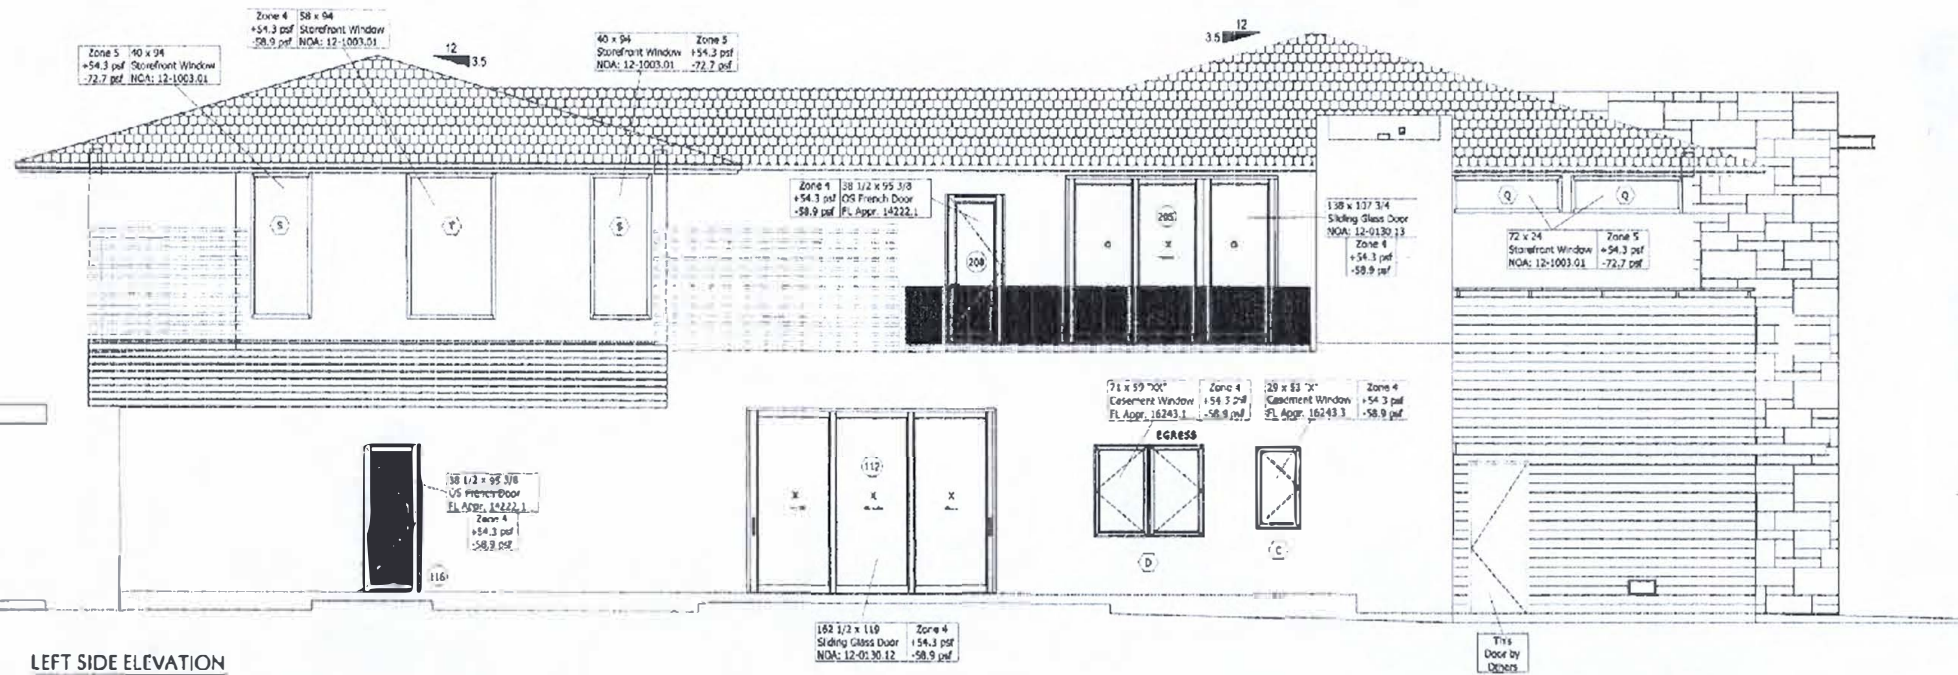 Zone 4 58 x 94
+54.3 psf Storefront Window
-58.9 psf NOA: 12-1003.01
Zone 5 40 x 94
+54.3 psf Storefront Window
-72.7 psf NOA: 12-1003.01
12
3.5
40 x 94 Zone 5
Storefront Window +54.3 psf
NOA: 12-1003.01 -72.7 psf
12
3.5
S
T
S
Zone 4 38 1/2 x 95 3/8
+54.3 psf OS French Door
-58.9 psf FL Appr. 14222.1
208
205
O
X
O
138 x 107 3/4
Sliding Glass Door
NOA: 12-0130.13
Zone 4
+54.3 psf
-58.9 psf
Q
Q
72 x 24 Zone 5
Storefront Window +54.3 psf
NOA: 12-1003.01 -72.7 psf
71 x 59 "XX" Zone 4
Casement Window +54.3 psf
FL Appr. 16243.1 -58.9 psf
29 x 53 "X" Zone 4
Casement Window +54.3 psf
FL Appr. 16243.3 -58.9 psf
EGRESS
D
C
38 1/2 x 95 3/8
OS French Door
FL Appr. 14222.1
Zone 4
+54.3 psf
-58.9 psf
116
112
X
X
X
162 1/2 x 119 Zone 4
Sliding Glass Door +54.3 psf
NOA: 12-0130.12 -58.9 psf
This
Door by
Others
LEFT SIDE ELEVATION